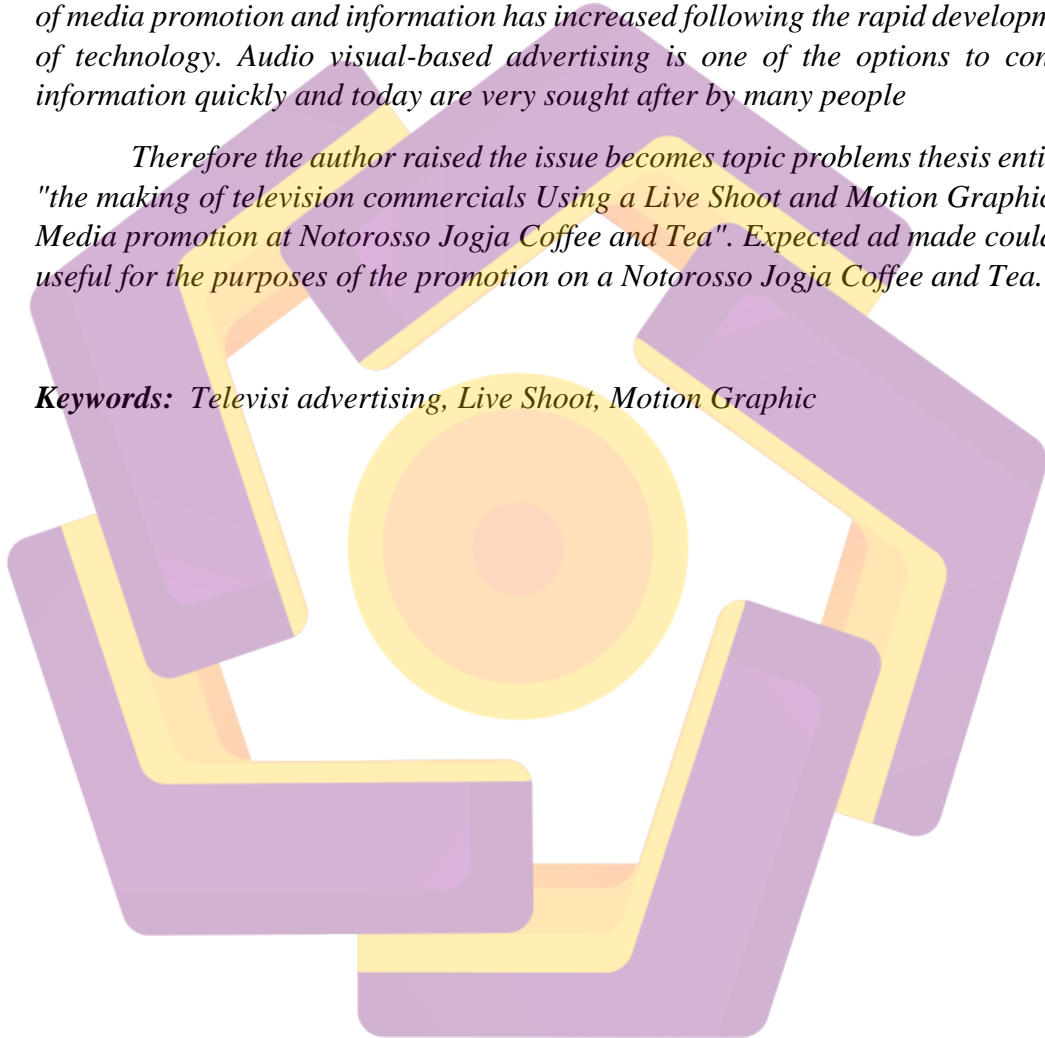 of media promotion and information has increased following the rapid developm
of technology. Audio visual-based advertising is one of the options to con
information quickly and today are very sought after by many people
Therefore the author raised the issue becomes topic problems thesis enti
"the making of television commercials Using a Live Shoot and Motion Graphic
Media promotion at Notorosso Jogja Coffee and Tea". Expected ad made could
useful for the purposes of the promotion on a Notorosso Jogja Coffee and Tea.
Keywords: Televisi advertising, Live Shoot, Motion Graphic